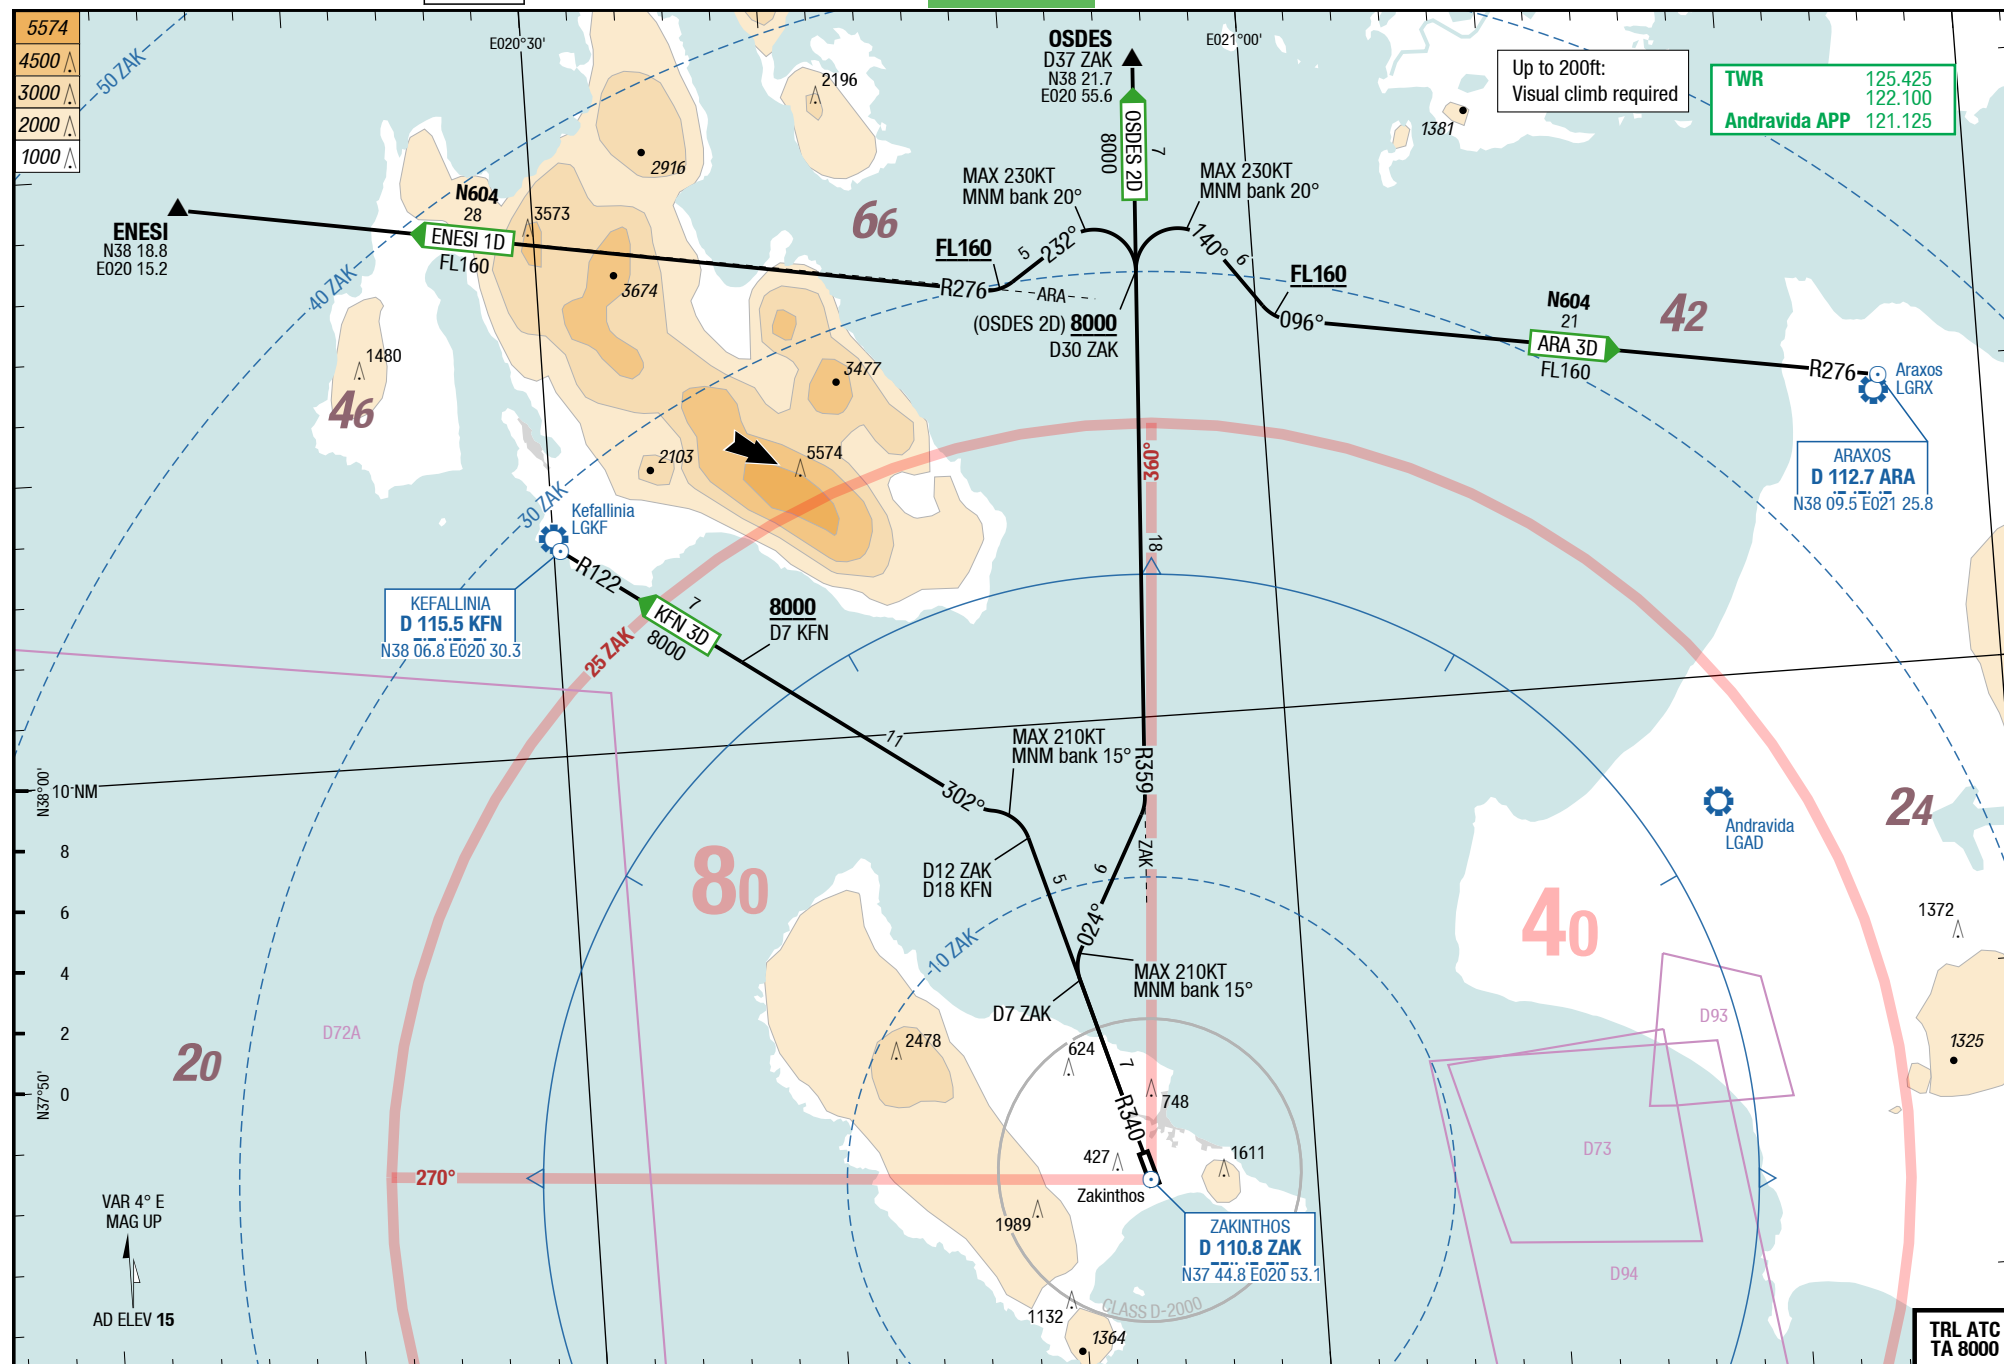 5574
4500
3000
2000
1000
50 ZAK
E020°30'
2196
OSDES
D37 ZAK
N38 21.7
E020 55.6
E021°00'
Up to 200ft:
Visual climb required
TWR 125.425
122.100
Andravida APP 121.125
1381
2916
OSDES 2D
8000
7
MAX 230KT
MNM bank 20°
MAX 230KT
MNM bank 20°
N604
28
ENESI 1D
FL160
3573
ENESI
N38 18.8
E020 15.2
66
FL160
5
232°
140°
6
FL160
R276
ARA
096°
40 ZAK
3674
(OSDES 2D) 8000
D30 ZAK
N604
21
ARA 3D
FL160
42
R276
Araxos
LGRX
1480
46
3477
2103
5574
360°
ARAXOS
D 112.7 ARA
N38 09.5 E021 25.8
30 ZAK
Kefallinia
LGKF
18
R122
KEFALLINIA
D 115.5 KFN
N38 06.8 E020 30.3
7
KFN 3D
8000
8000
D7 KFN
25 ZAK
11
MAX 210KT
MNM bank 15°
R359
302°
N38°00'
10 NM
8
6
4
2
0
N37°50'
24
Andravida
LGAD
D12 ZAK
D18 KFN
5
6
ZAK
80
40
024°
10 ZAK
1372
MAX 210KT
MNM bank 15°
D7 ZAK
D72A
20
D93
2478
624
7
748
1325
R340
D73
427
1611
270°
Zakinthos
1989
ZAKINTHOS
D 110.8 ZAK
N37 44.8 E020 53.1
VAR 4° E
MAG UP
AD ELEV 15
D94
CLASS D-2000
1132
1364
TRL ATC
TA 8000